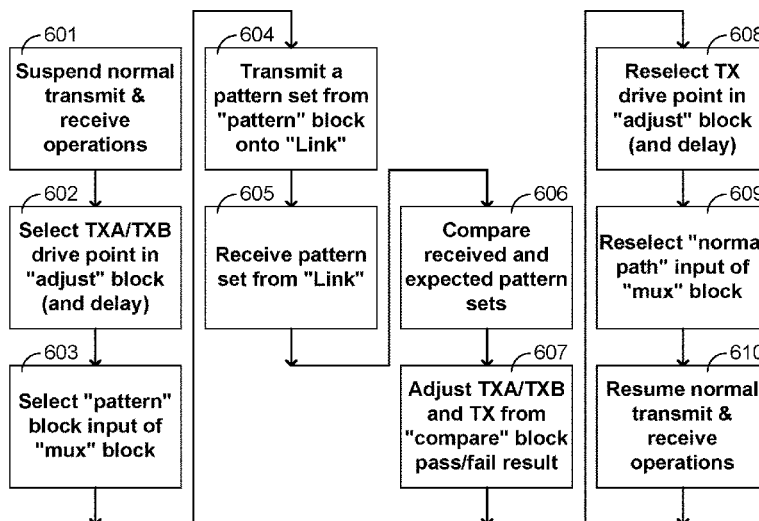 601
Suspend normal
transmit &
receive
operations
602
Select TXA/TXB
drive point in
"adjust" block
(and delay)
603
Select "pattern"
block input of
"mux" block
604
Transmit a
pattern set from
"pattern" block
onto "Link"
605
Receive pattern
set from "Link"
606
Compare
received and
expected pattern
sets
607
Adjust TXA/TXB
and TX from
"compare" block
pass/fail result
608
Reselect TX
drive point in
"adjust" block
(and delay)
609
Reselect "normal
path" input of
"mux" block
610
Resume normal
transmit &
receive
operations